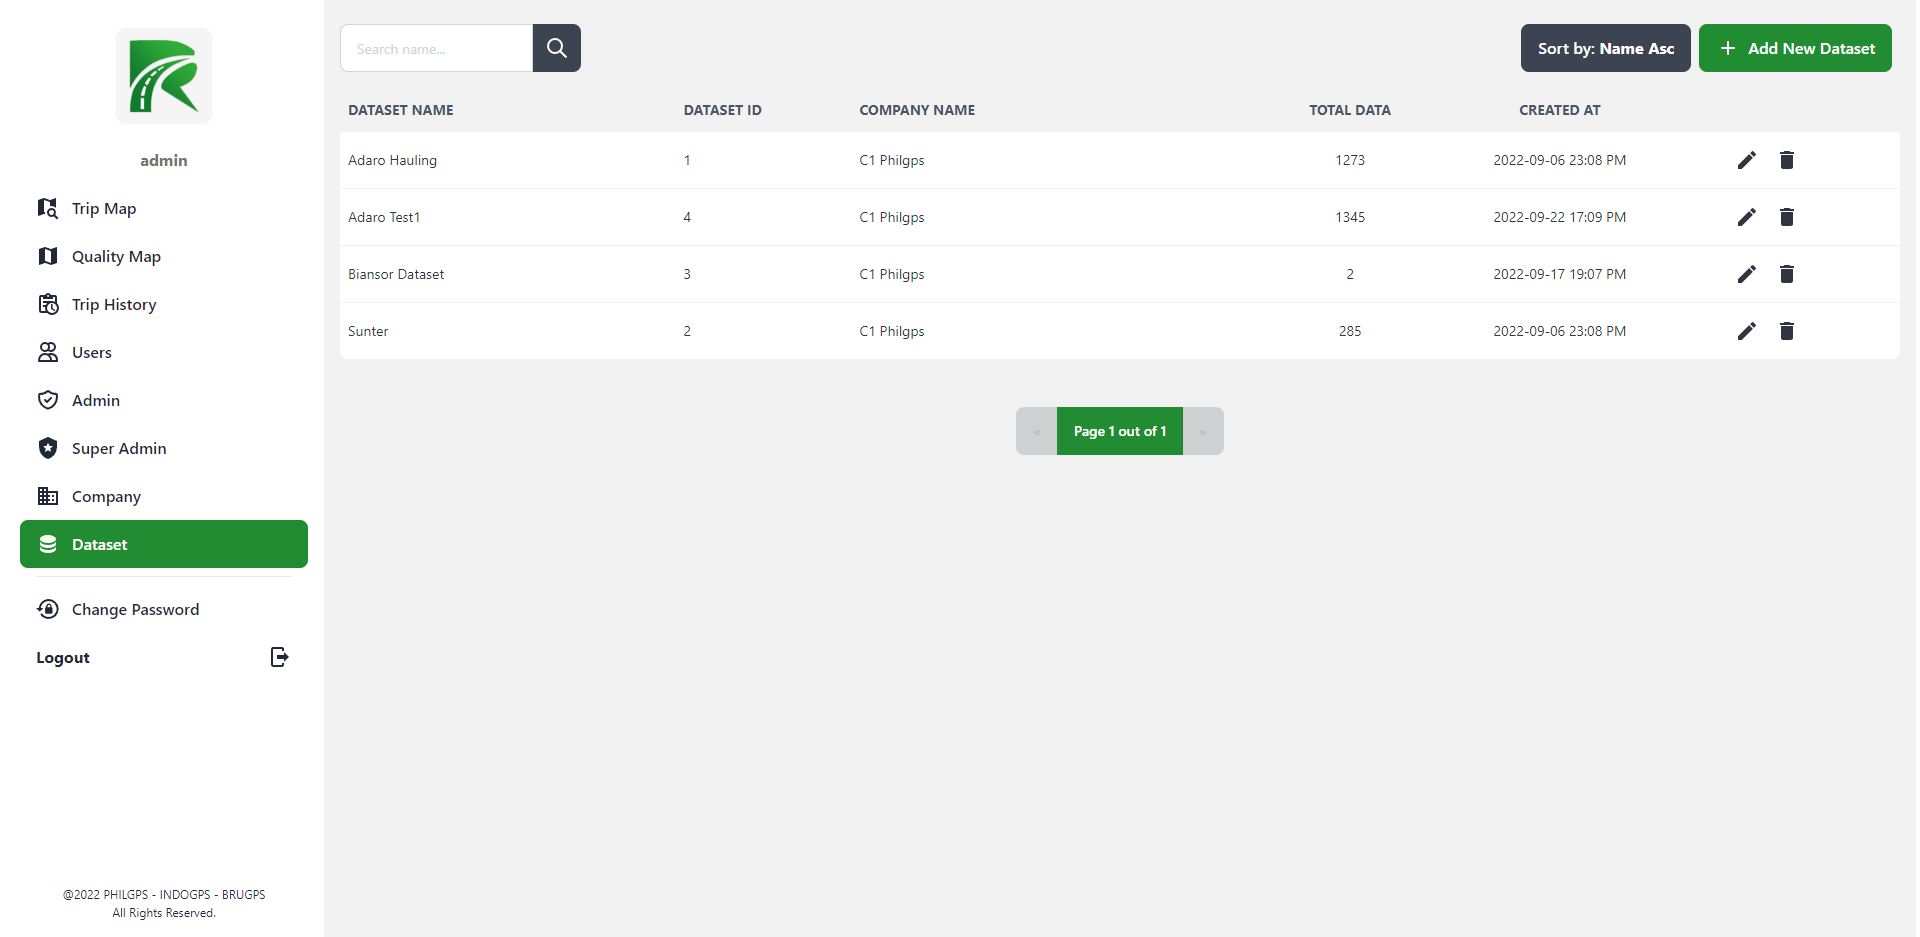 admin
Trip Map
Quality Map
Trip History
Users
Admin
Super Admin
Company
Dataset
Change Password
Logout
@2022 PHILGPS - INDOGPS - BRUGPS
All Rights Reserved.
Search name...
Sort by: Name Asc
+ Add New Dataset
DATASET NAME DATASET ID COMPANY NAME TOTAL DATA CREATED AT
Adaro Hauling 1 C1 Philgps 1273 2022-09-06 23:08 PM
Adaro Test1 4 C1 Philgps 1345 2022-09-22 17:09 PM
Biansor Dataset 3 C1 Philgps 2 2022-09-17 19:07 PM
Sunter 2 C1 Philgps 285 2022-09-06 23:08 PM
« Page 1 out of 1 »